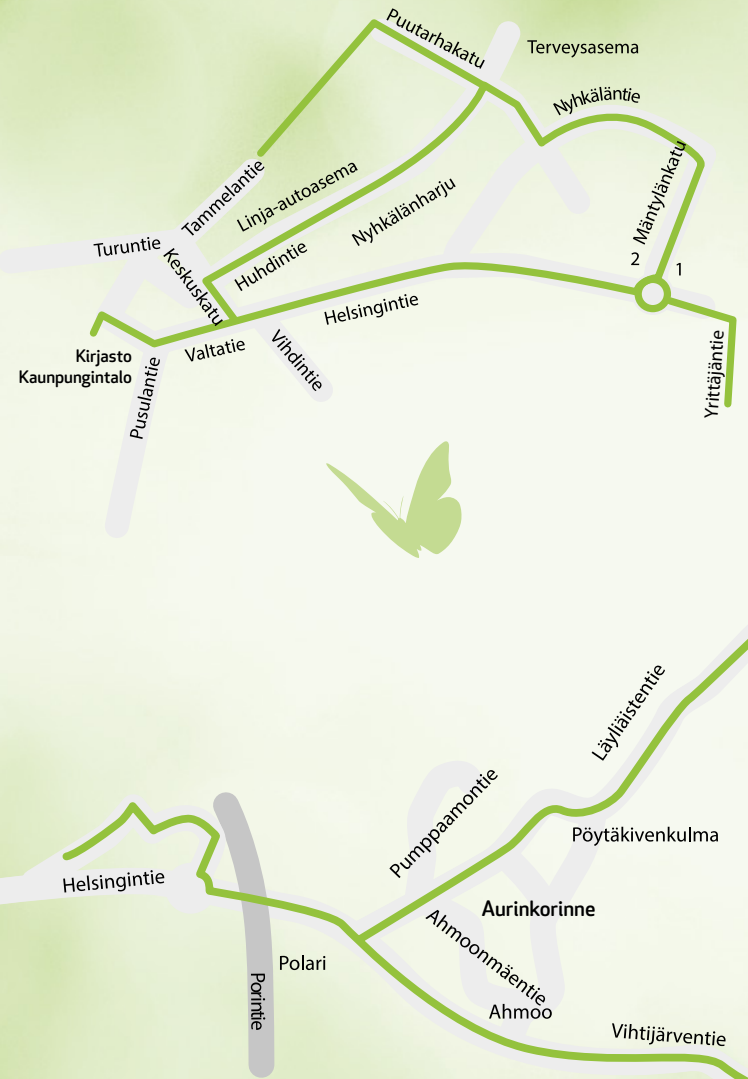 Puutarhakatu
Terveysasema
Nyhkäläntie
Mäntylänkatu
Tammelantie
Linja-autoasema
Nyhkälänharju
Turuntie
Keskuskatu
Huhdintie
2
1
Helsingintie
Kirjasto
Kaunpungintalo
Valtatie
Vihdintie
Pusulantie
Yrittäjäntie
Läyliäistentie
Pumppaamontie
Pöytäkivenkulma
Helsingintie
Aurinkorinne
Ahmoonmäentie
Polari
Porintie
Ahmoo
Vihtijärventie